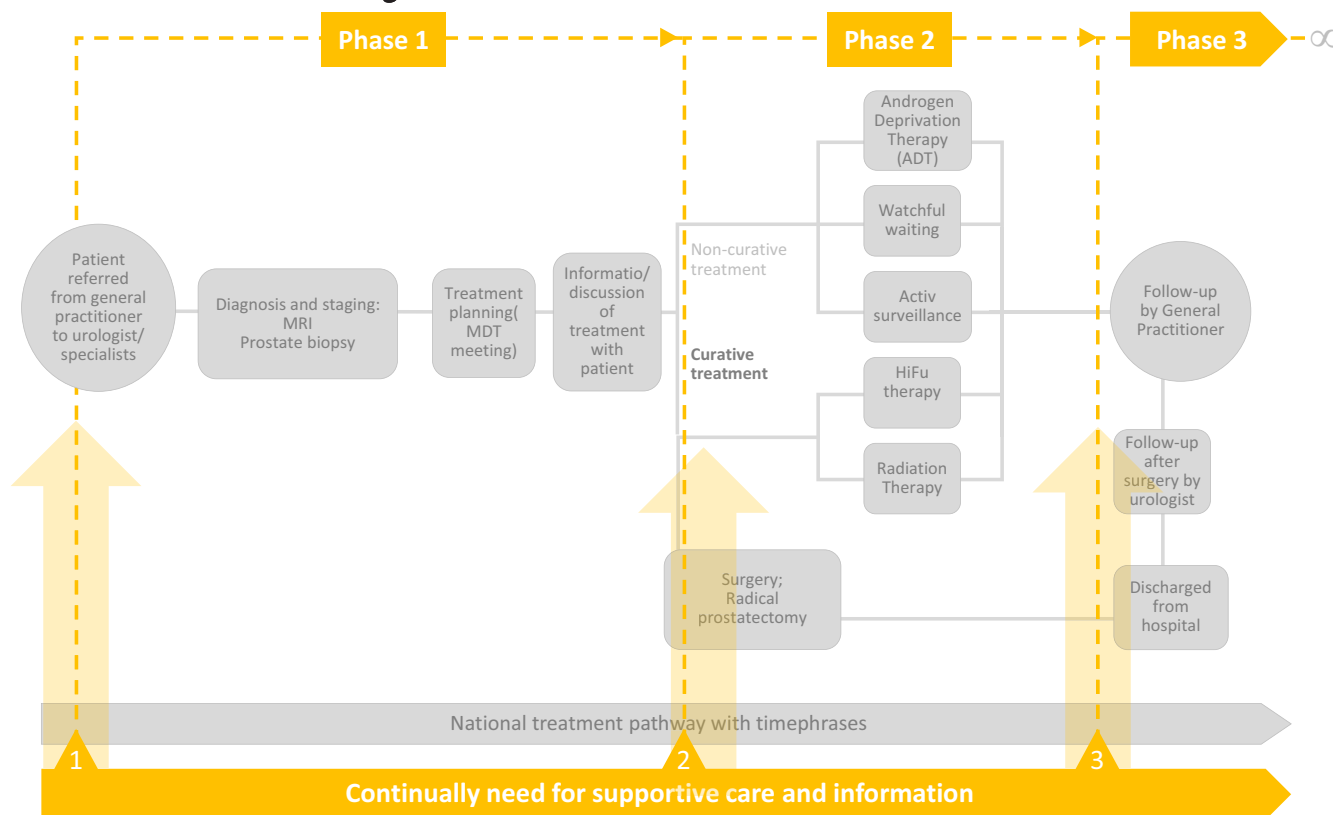 Phase 1
Phase 2
Phase 3
∝
Patient
referred
from general
practitioner
to urologist/
specialists
Diagnosis and staging:
MRI
Prostate biopsy
Treatment
planning(
MDT
meeting)
Informatio/
discussion
of
treatment
with
patient
Non-curative
treatment
Curative
treatment
Androgen
Deprivation
Therapy
(ADT)
Watchful
waiting
Activ
surveillance
HiFu
therapy
Radiation
Therapy
Surgery;
Radical
prostatectomy
Follow-up
by General
Practitioner
Follow-up
after
surgery by
urologist
Discharged
from
hospital
National treatment pathway with timephrases
1
2
3
Continually need for supportive care and information